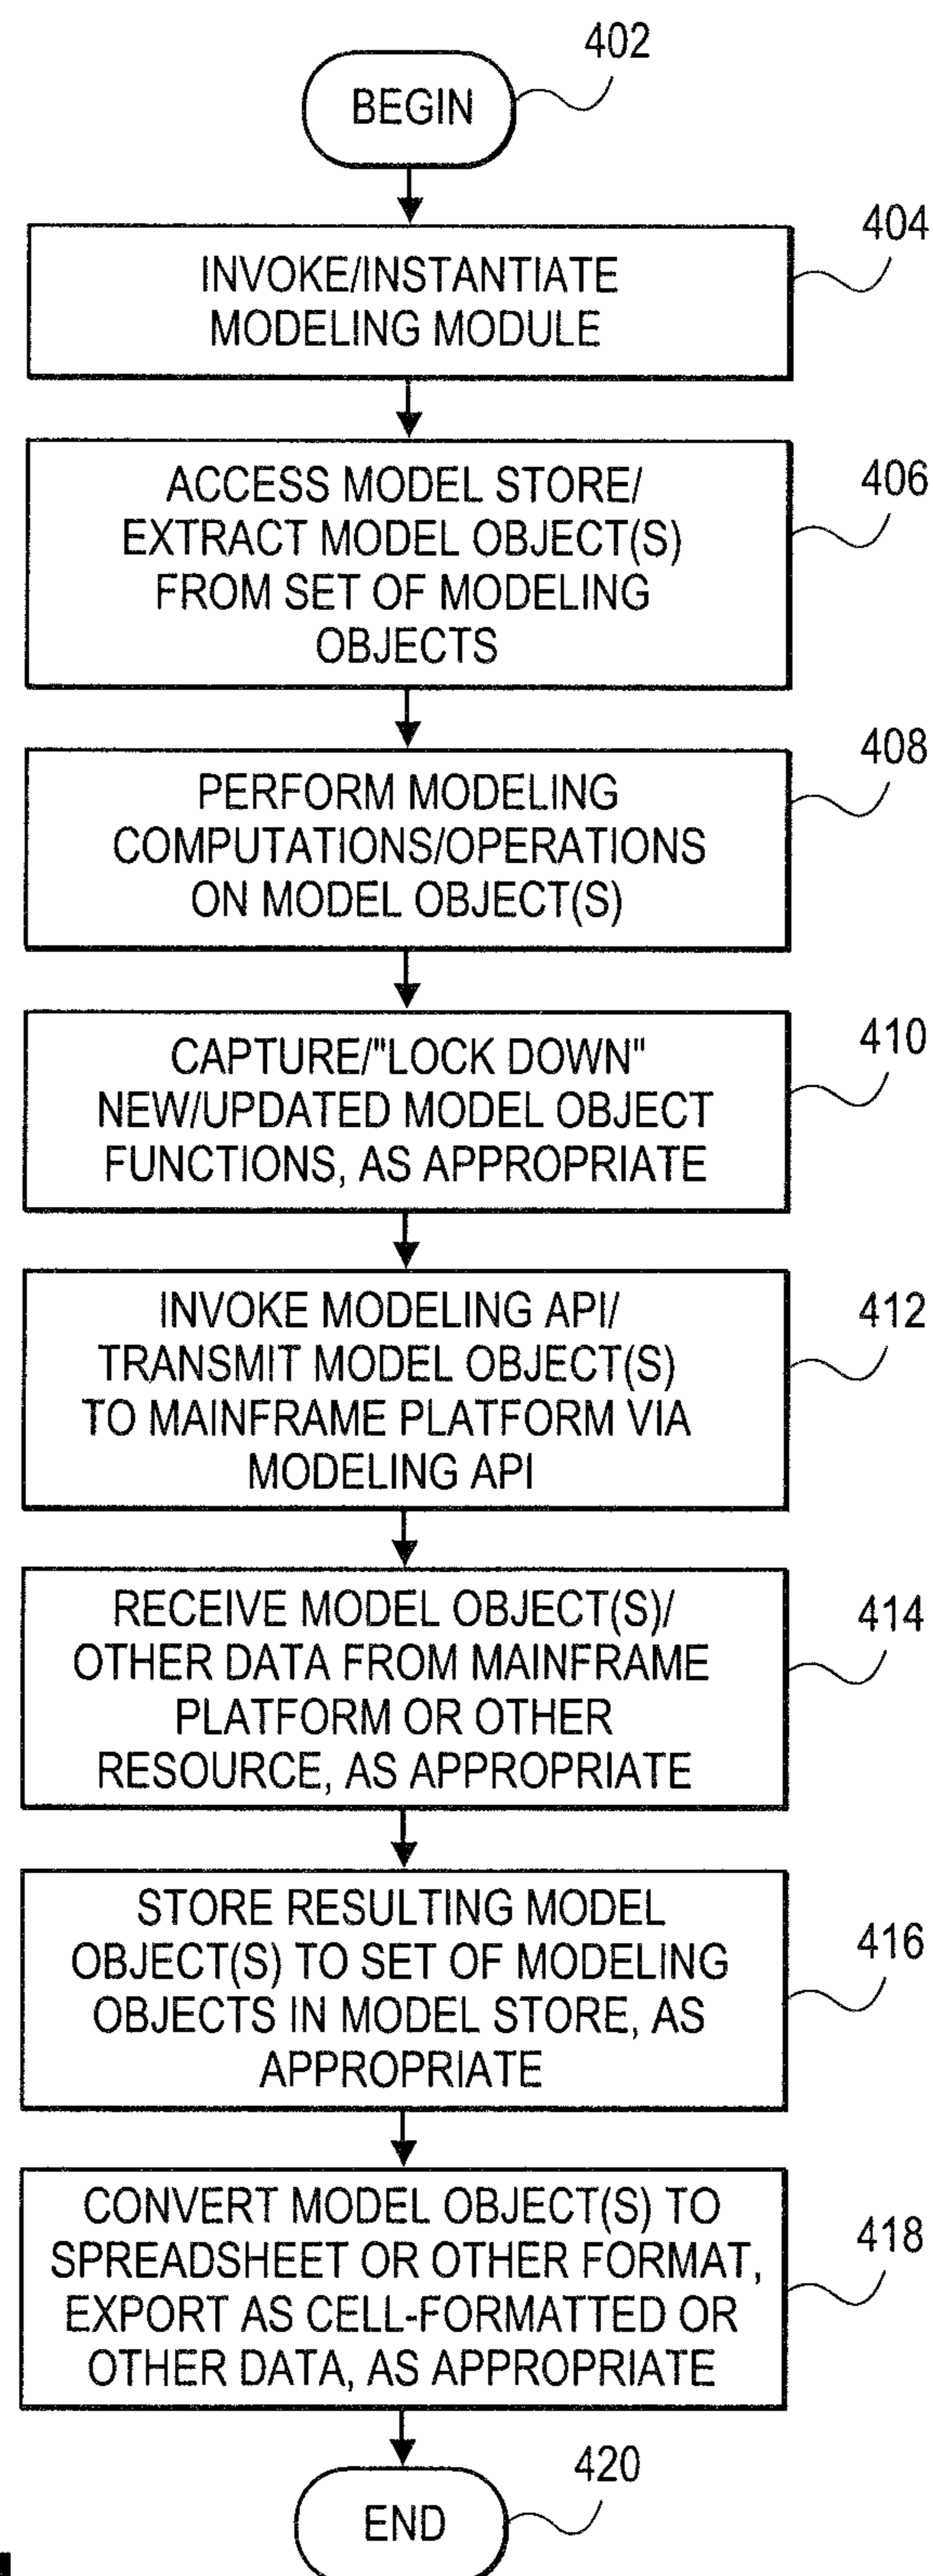 402
BEGIN
404
INVOKE/INSTANTIATE
MODELING MODULE
406
ACCESS MODEL STORE/
EXTRACT MODEL OBJECT(S)
FROM SET OF MODELING
OBJECTS
408
PERFORM MODELING
COMPUTATIONS/OPERATIONS
ON MODEL OBJECT(S)
410
CAPTURE/"LOCK DOWN"
NEW/UPDATED MODEL OBJECT
FUNCTIONS, AS APPROPRIATE
412
INVOKE MODELING API/
TRANSMIT MODEL OBJECT(S)
TO MAINFRAME PLATFORM VIA
MODELING API
414
RECEIVE MODEL OBJECT(S)/
OTHER DATA FROM MAINFRAME
PLATFORM OR OTHER
RESOURCE, AS APPROPRIATE
416
STORE RESULTING MODEL
OBJECT(S) TO SET OF MODELING
OBJECTS IN MODEL STORE, AS
APPROPRIATE
418
CONVERT MODEL OBJECT(S) TO
SPREADSHEET OR OTHER FORMAT,
EXPORT AS CELL-FORMATTED OR
OTHER DATA, AS APPROPRIATE
420
END